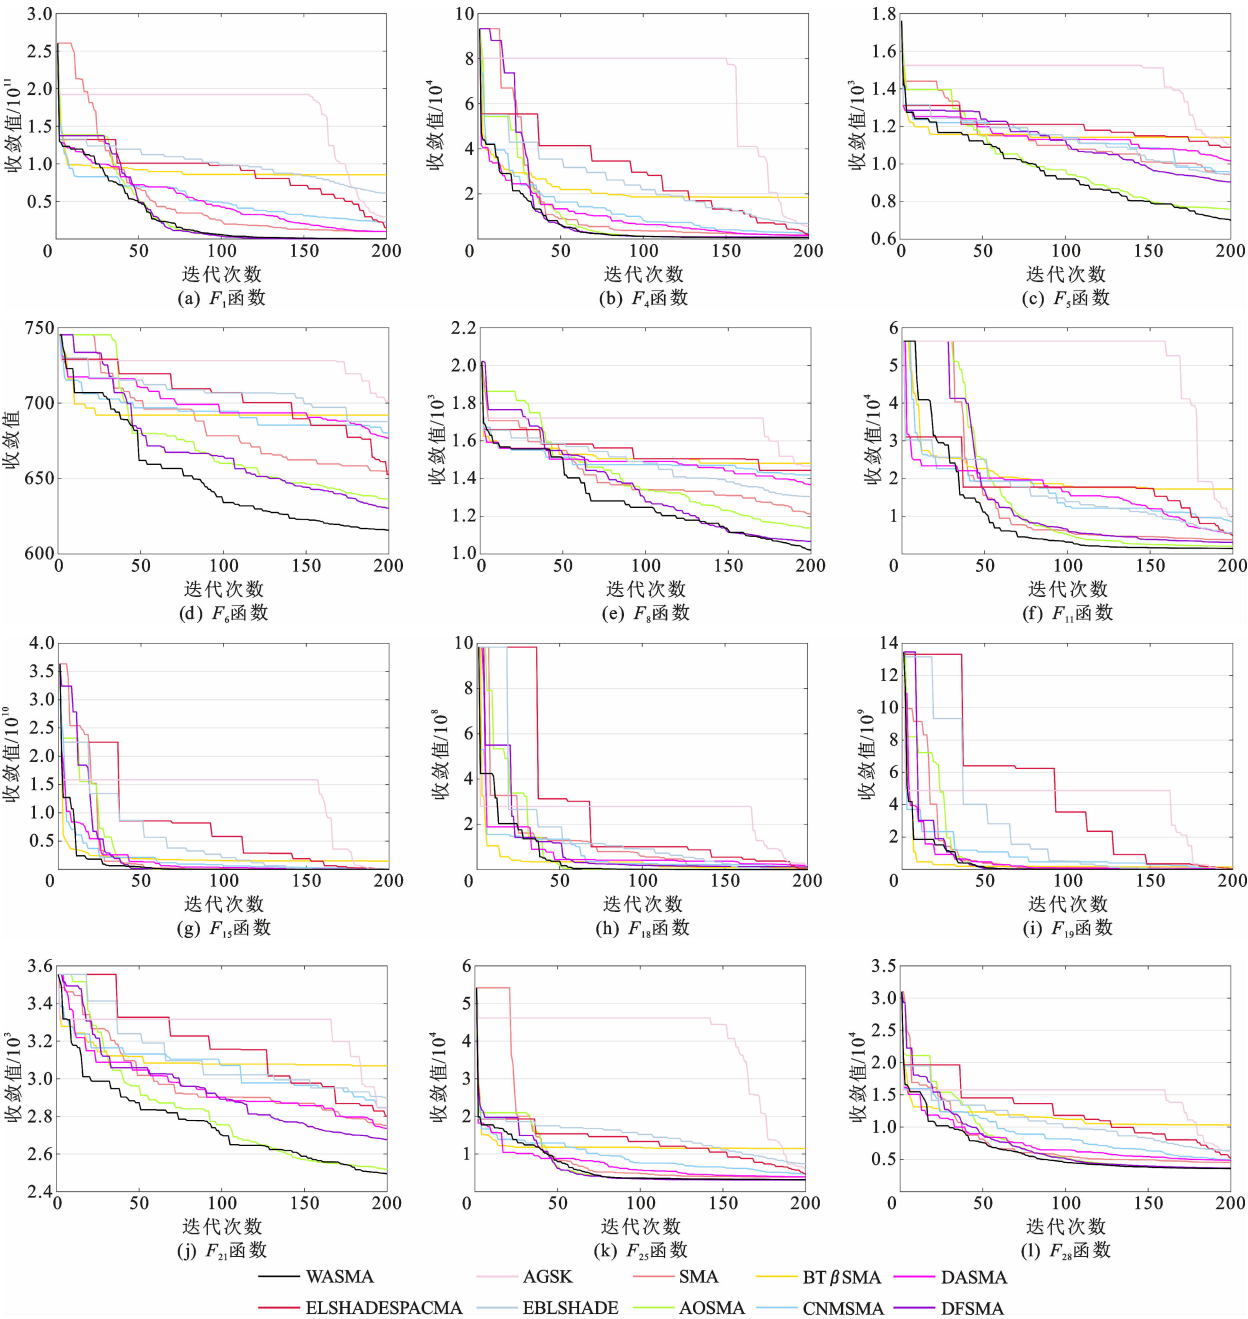 3.0
2.5
2.0
1.5
1.0
0.5
0 50 100 150 200
收敛值/10¹¹
迭代次数
(a) F₁函数
10
8
6
4
2
0 50 100 150 200
收敛值/10⁴
迭代次数
(b) F₄函数
1.8
1.6
1.4
1.2
1.0
0.8
0.6
0 50 100 150 200
收敛值/10³
迭代次数
(c) F₅函数
750
700
650
600
0 50 100 150 200
收敛值
迭代次数
(d) F₆函数
2.2
2.0
1.8
1.6
1.4
1.2
1.0
0 50 100 150 200
收敛值/10³
迭代次数
(e) F₈函数
6
5
4
3
2
1
0 50 100 150 200
收敛值/10⁴
迭代次数
(f) F₁₁函数
4.0
3.5
3.0
2.5
2.0
1.5
1.0
0.5
0 50 100 150 200
收敛值/10¹⁰
迭代次数
(g) F₁₅函数
10
8
6
4
2
0 50 100 150 200
收敛值/10⁸
迭代次数
(h) F₁₈函数
14
12
10
8
6
4
2
0 50 100 150 200
收敛值/10⁹
迭代次数
(i) F₁₉函数
3.6
3.4
3.2
3.0
2.8
2.6
2.4
0 50 100 150 200
收敛值/10³
迭代次数
(j) F₂₁函数
6
5
4
3
2
1
0 50 100 150 200
收敛值/10⁴
迭代次数
(k) F₂₅函数
3.5
3.0
2.5
2.0
1.5
1.0
0.5
0 50 100 150 200
收敛值/10⁴
迭代次数
(l) F₂₈函数
WASMA AGSK SMA BTβSMA DASMA
ELSHADESPACMA EBLSHADE AOSMA CNMSMA DFSMA